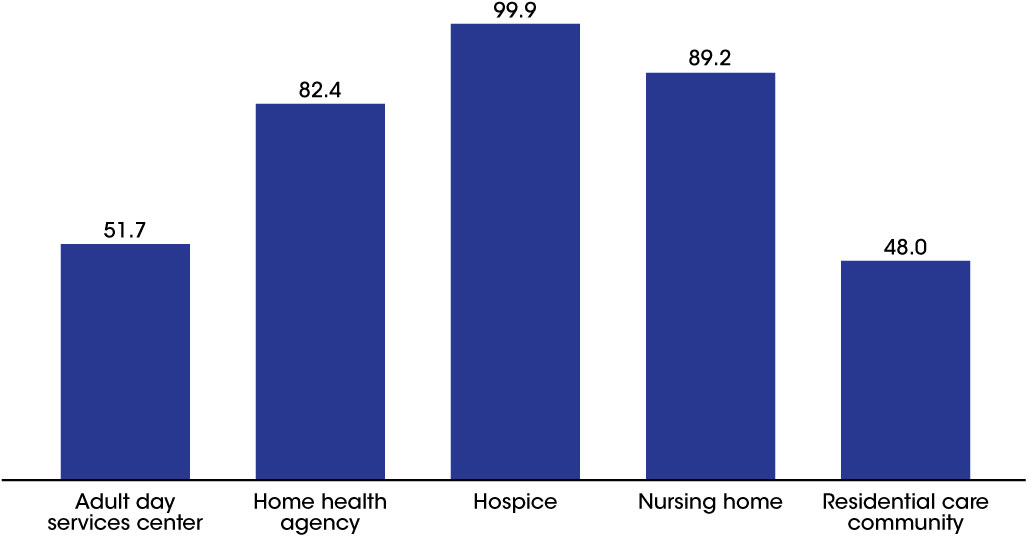 99.9
89.2
82.4
51.7
48.0
Adult day
services center
Home health
agency
Hospice
Nursing home
Residential care
community